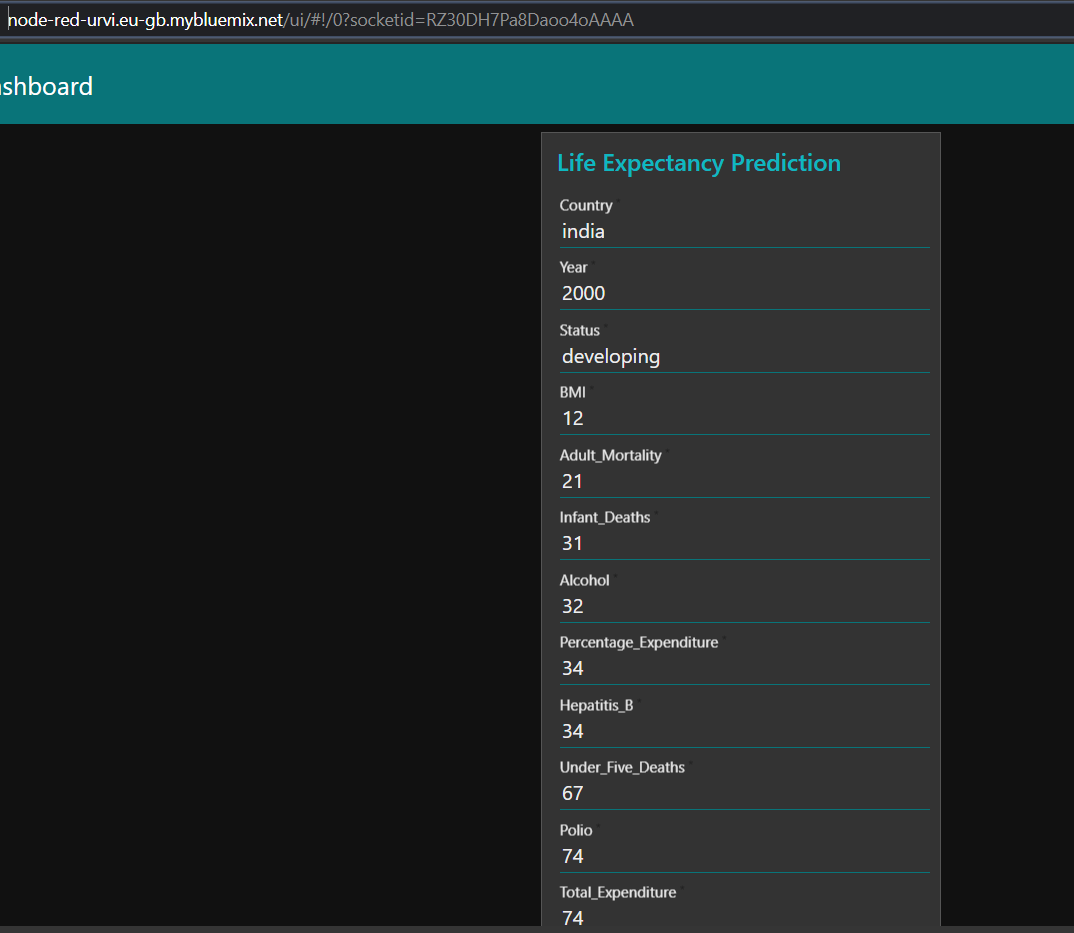 node-red-urvi.eu-gb.mybluemix.net/ui/#!/0?socketid=RZ30DH7Pa8Daoo4oAAAA
shboard
Life Expectancy Prediction
Country *
india
Year *
2000
Status *
developing
BMI *
12
Adult_Mortality *
21
Infant_Deaths *
31
Alcohol *
32
Percentage_Expenditure *
34
Hepatitis_B *
34
Under_Five_Deaths *
67
Polio *
74
Total_Expenditure *
74